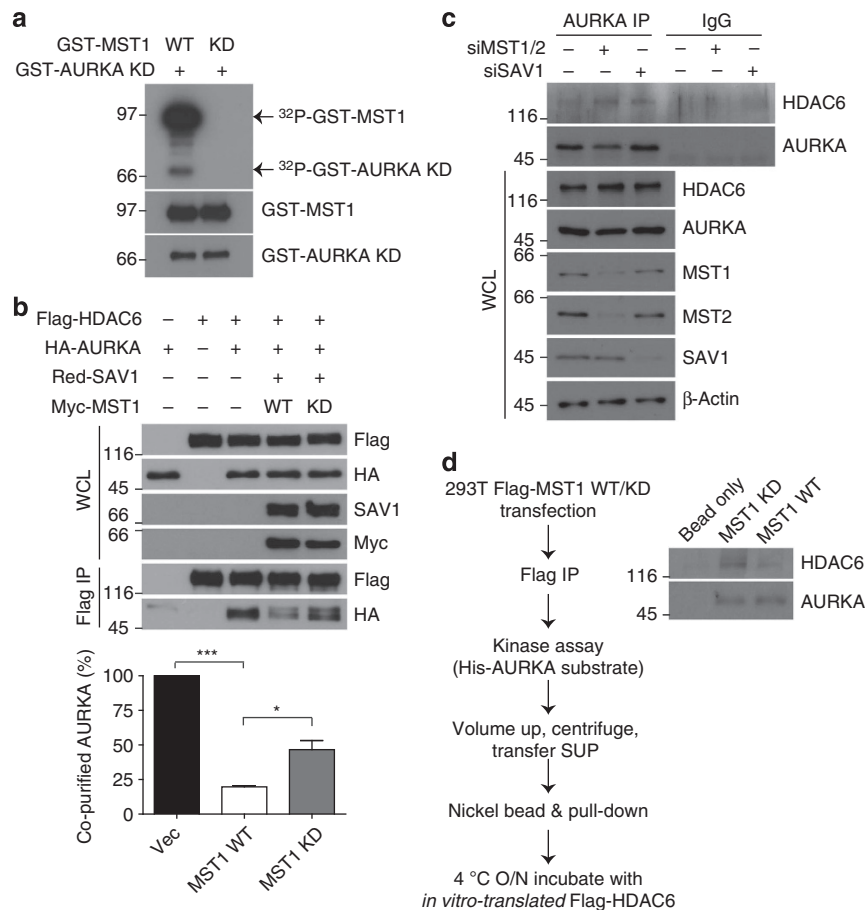 a
GST-MST1 WT KD
GST-AURKA KD + +
97
← ³²P-GST-MST1
66
← ³²P-GST-AURKA KD
97
GST-MST1
66
GST-AURKA KD
b
Flag-HDAC6 – + + + +
HA-AURKA + – + + +
Red-SAV1 – – – + +
Myc-MST1 – – – WT KD
WCL
116
Flag
45
HA
66
SAV1
66
Myc
Flag IP
116
Flag
45
HA
Co-purified AURKA (%)
100
75
50
25
0
***
*
Vec
MST1 WT
MST1 KD
c
AURKA IP IgG
siMST1/2 – + – – + –
siSAV1 – – + – – +
116
HDAC6
45
AURKA
WCL
116
HDAC6
45
AURKA
66
MST1
66
MST2
45
SAV1
45
β-Actin
d
293T Flag-MST1 WT/KD
transfection
Flag IP
Kinase assay
(His-AURKA substrate)
Volume up, centrifuge,
transfer SUP
Nickel bead & pull-down
4 °C O/N incubate with
in vitro-translated Flag-HDAC6
Bead only
MST1 KD
MST1 WT
116
HDAC6
45
AURKA